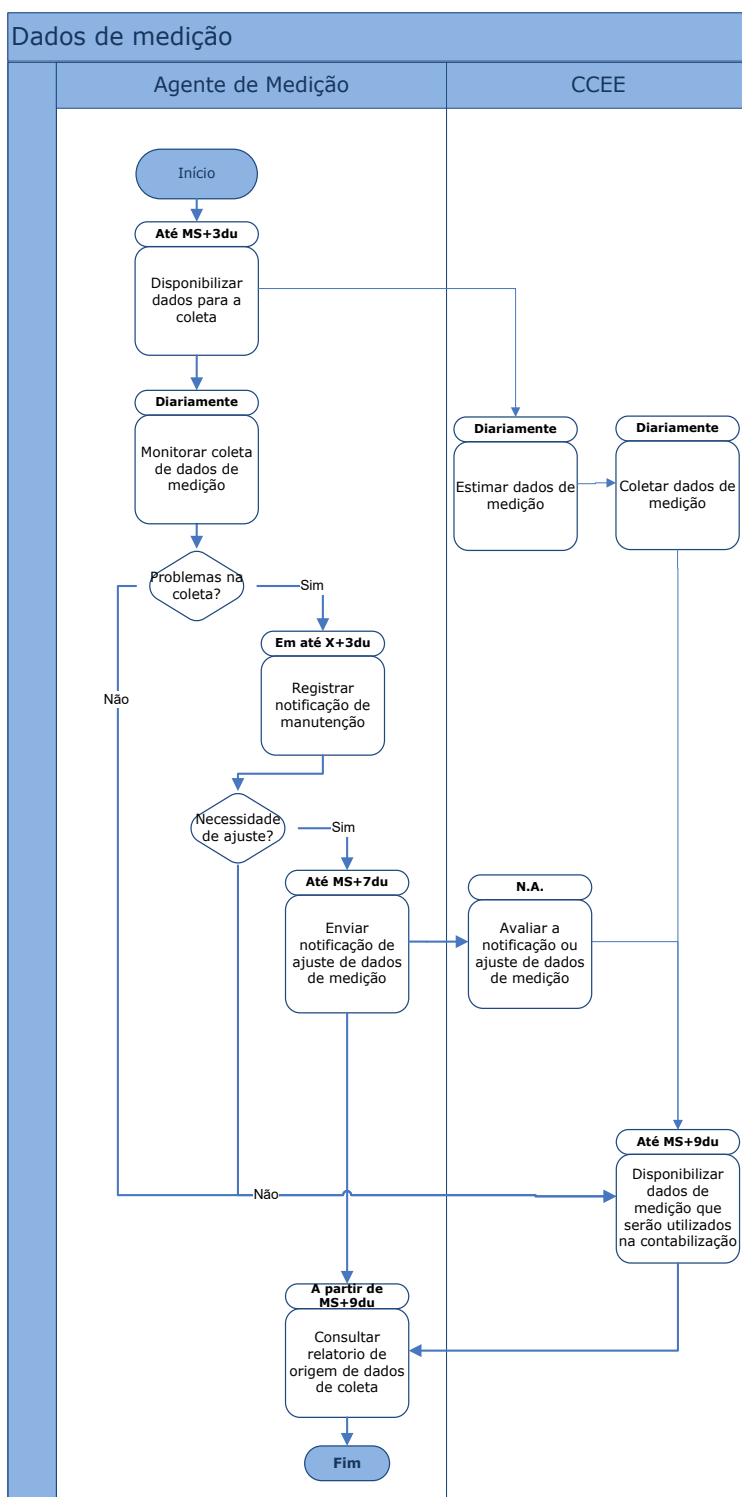 Dados de medição
Agente de Medição
CCEE
Início
Até MS+3du
Disponibilizar
dados para a
coleta
Diariamente
Monitorar coleta
de dados de
medição
Diariamente
Estimar dados de
medição
Diariamente
Coletar dados de
medição
Problemas na
coleta?
Sim
Não
Em até X+3du
Registrar
notificação de
manutenção
Necessidade
de ajuste?
Sim
Até MS+7du
Enviar
notificação de
ajuste de dados
de medição
N.A.
Avaliar a
notificação ou
ajuste de dados
de medição
Até MS+9du
Disponibilizar
dados de
medição que
serão utilizados
na contabilização
Não
A partir de
MS+9du
Consultar
relatorio de
origem de dados
de coleta
Fim